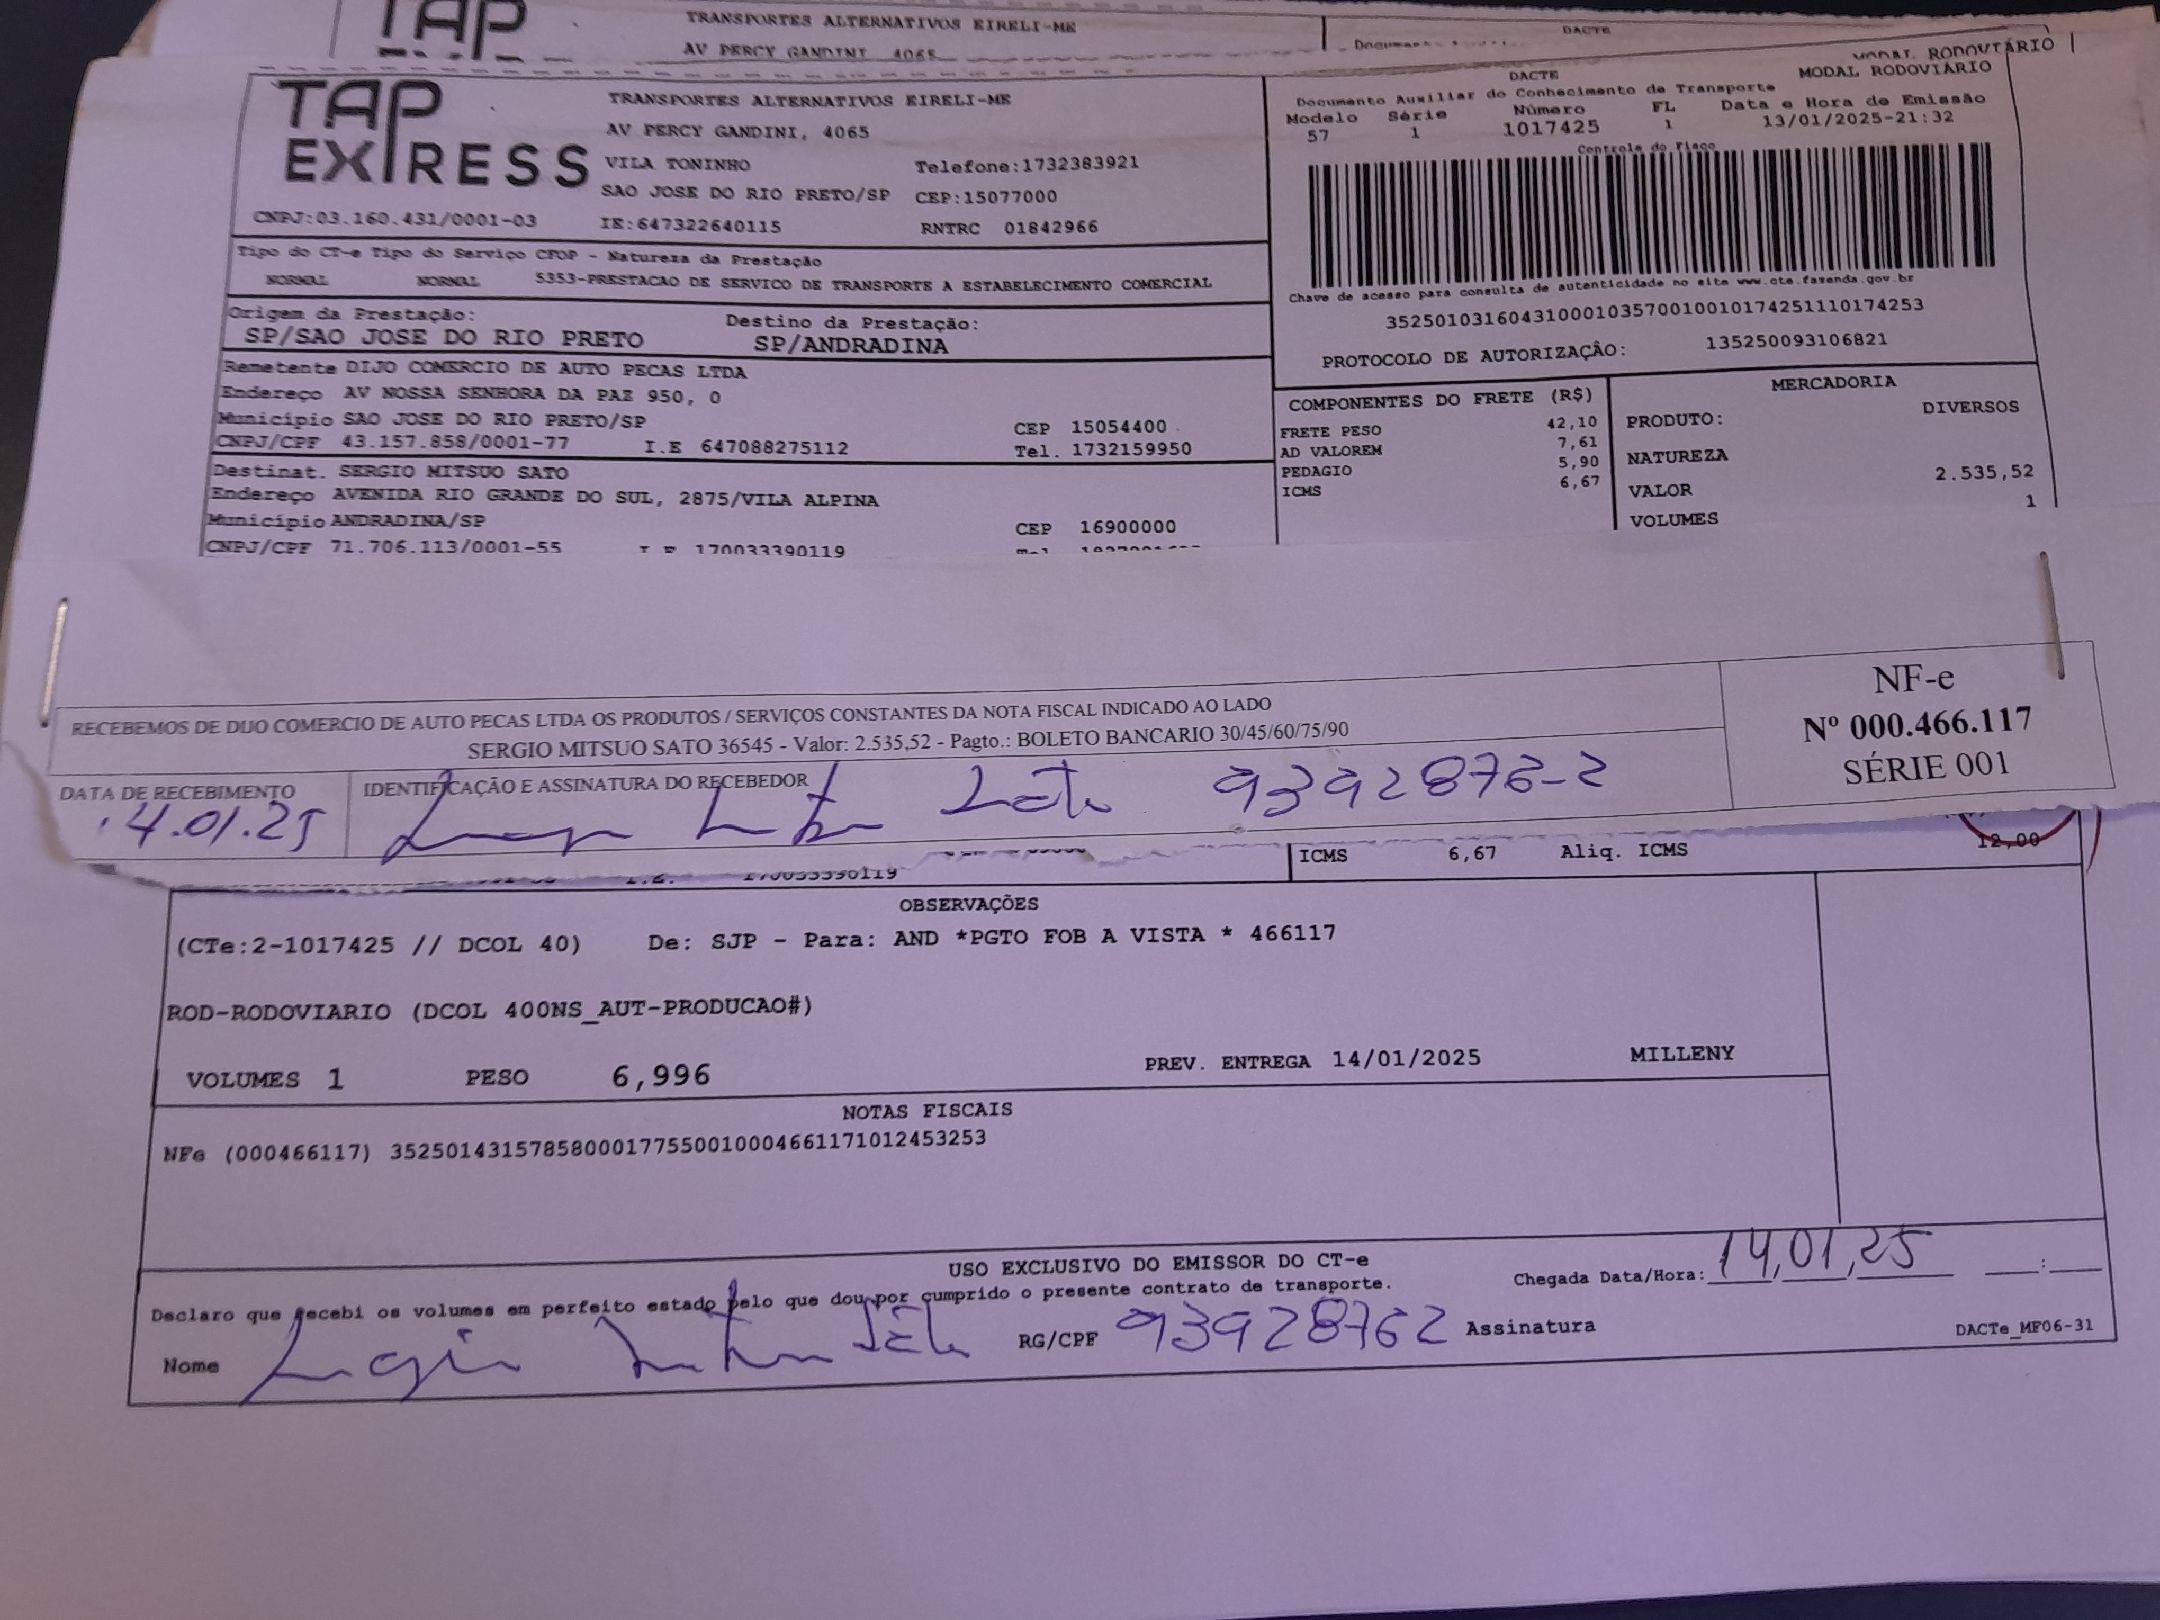 TAP
TRANSPORTES ALTERNATIVOS EIRELI-ME
DACTE
AV PERCY GANDINI, 4065
MODAL RODOVIÁRIO
TAP EXPRESS
TRANSPORTES ALTERNATIVOS EIRELI-ME
AV PERCY GANDINI, 4065
VILA TONINHO Telefone:1732383921
SAO JOSE DO RIO PRETO/SP CEP:15077000
CNPJ:03.160.431/0001-03 IE:647322640115 RNTRC 01842966
DACTE MODAL RODOVIÁRIO
Documento Auxiliar do Conhecimento de Transporte
Modelo Série Número FL Data e Hora de Emissão
57 1 1017425 1 13/01/2025-21:32
Controle do Fisco
Chave de acesso para consulta de autenticidade no site www.cte.fazenda.gov.br
35250103160431000103570010010174251110174253
PROTOCOLO DE AUTORIZAÇÂO: 135250093106821
Tipo do CT-e Tipo do Serviço CFOP - Natureza da Prestação
NORMAL NORMAL 5353-PRESTACAO DE SERVICO DE TRANSPORTE A ESTABELECIMENTO COMERCIAL
Origem da Prestação: Destino da Prestação:
SP/SAO JOSE DO RIO PRETO SP/ANDRADINA
Remetente DIJO COMERCIO DE AUTO PECAS LTDA
Endereço AV NOSSA SENHORA DA PAZ 950, 0
Município SAO JOSE DO RIO PRETO/SP CEP 15054400
CNPJ/CPF 43.157.858/0001-77 I.E 647088275112 Tel. 1732159950
Destinat. SERGIO MITSUO SATO
Endereço AVENIDA RIO GRANDE DO SUL, 2875/VILA ALPINA
Município ANDRADINA/SP CEP 16900000
CNPJ/CPF 71.706.113/0001-55 I E 170033390119
COMPONENTES DO FRETE (R$)
FRETE PESO 42,10
AD VALOREM 7,61
PEDAGIO 5,90
ICMS 6,67
MERCADORIA
PRODUTO: DIVERSOS
NATUREZA
VALOR 2.535,52
VOLUMES 1
RECEBEMOS DE DIJO COMERCIO DE AUTO PECAS LTDA OS PRODUTOS / SERVIÇOS CONSTANTES DA NOTA FISCAL INDICADO AO LADO
SERGIO MITSUO SATO 36545 - Valor: 2.535,52 - Pagto.: BOLETO BANCARIO 30/45/60/75/90
NF-e
Nº 000.466.117
SÉRIE 001
DATA DE RECEBIMENTO IDENTIFICAÇÃO E ASSINATURA DO RECEBEDOR
14.01.25 9392876-2
I.E. 170033390119
ICMS 6,67 Aliq. ICMS 12,00
OBSERVAÇÕES
(CTe:2-1017425 // DCOL 40) De: SJP - Para: AND *PGTO FOB A VISTA * 466117
ROD-RODOVIARIO (DCOL 400NS_AUT-PRODUCAO#)
VOLUMES 1 PESO 6,996 PREV. ENTREGA 14/01/2025 MILLENY
NOTAS FISCAIS
NFe (000466117) 35250143157858000177550010004661171012453253
USO EXCLUSIVO DO EMISSOR DO CT-e
Declaro que recebi os volumes em perfeito estado pelo que dou por cumprido o presente contrato de transporte. Chegada Data/Hora: 14/01/25 :
Nome Sergio Mitsuo Sato RG/CPF 93928762 Assinatura
DACTe_MF06-31